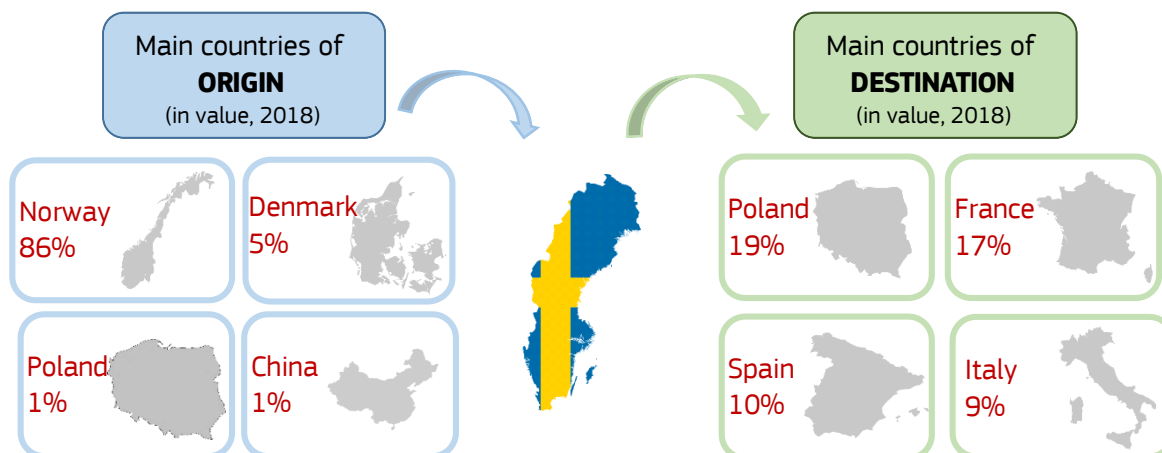 Main countries of
ORIGIN
(in value, 2018)
Main countries of
DESTINATION
(in value, 2018)
Norway
86%
Denmark
5%
Poland
1%
China
1%
Poland
19%
France
17%
Spain
10%
Italy
9%